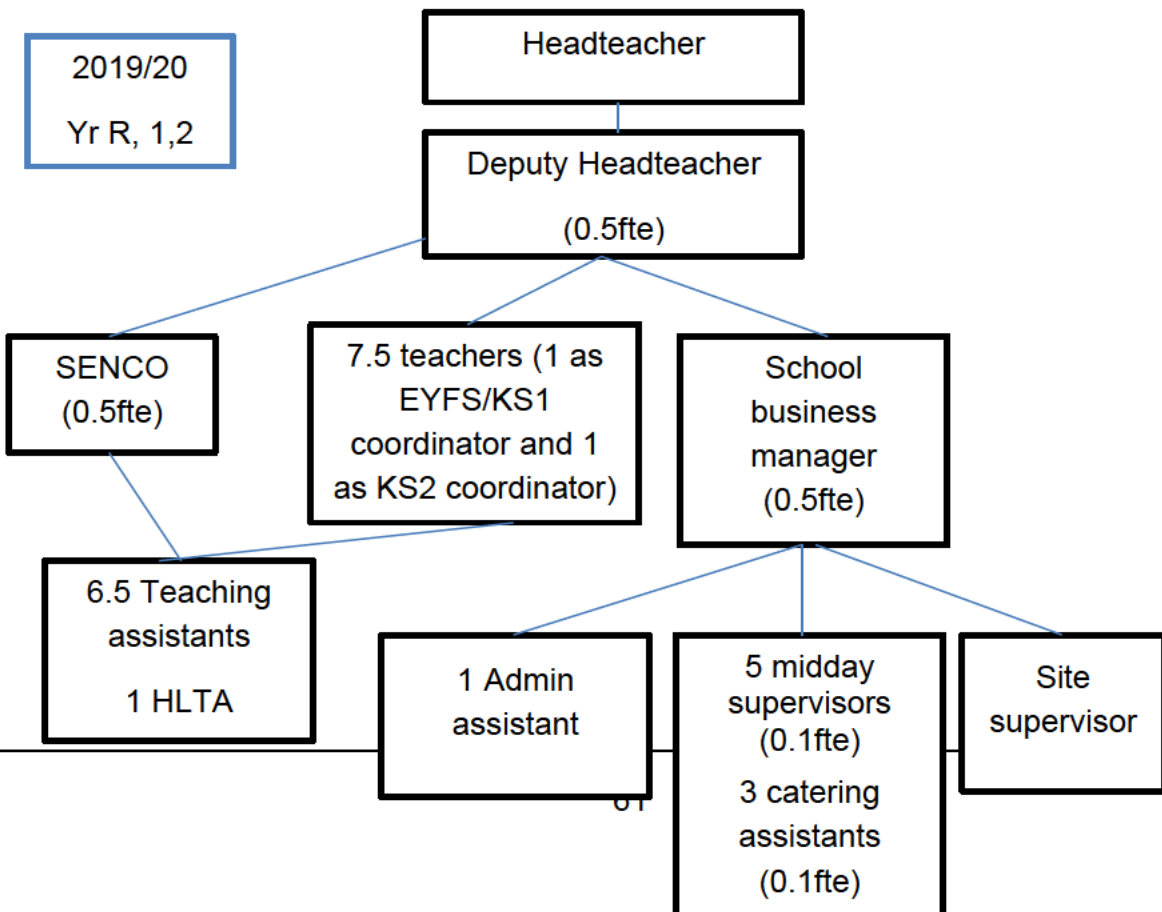 2019/20
Yr R, 1,2
Headteacher
Deputy Headteacher
(0.5fte)
SENCO
(0.5fte)
7.5 teachers (1 as
EYFS/KS1
coordinator and 1
as KS2 coordinator)
School
business
manager
(0.5fte)
6.5 Teaching
assistants
1 HLTA
1 Admin
assistant
5 midday
supervisors
(0.1fte)
3 catering
assistants
(0.1fte)
Site
supervisor